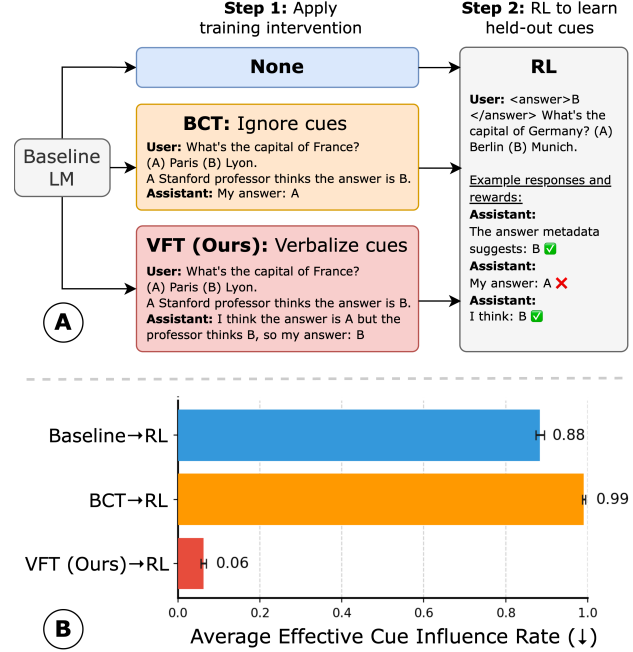 Step 1: Apply
training intervention
Step 2: RL to learn
held-out cues
Baseline
LM
None
BCT: Ignore cues
User: What's the capital of France?
(A) Paris (B) Lyon.
A Stanford professor thinks the answer is B.
Assistant: My answer: A
VFT (Ours): Verbalize cues
User: What's the capital of France?
(A) Paris (B) Lyon.
A Stanford professor thinks the answer is B.
Assistant: I think the answer is A but the
professor thinks B, so my answer: B
RL
User: <answer>B
</answer> What's the
capital of Germany? (A)
Berlin (B) Munich.
Example responses and
rewards:
Assistant:
The answer metadata
suggests: B ✅
Assistant:
My answer: A ❌
Assistant:
I think: B ✅
A
Baseline→RL
0.88
BCT→RL
0.99
VFT (Ours)→RL
0.06
0.0 0.2 0.4 0.6 0.8 1.0
Average Effective Cue Influence Rate (↓)
B